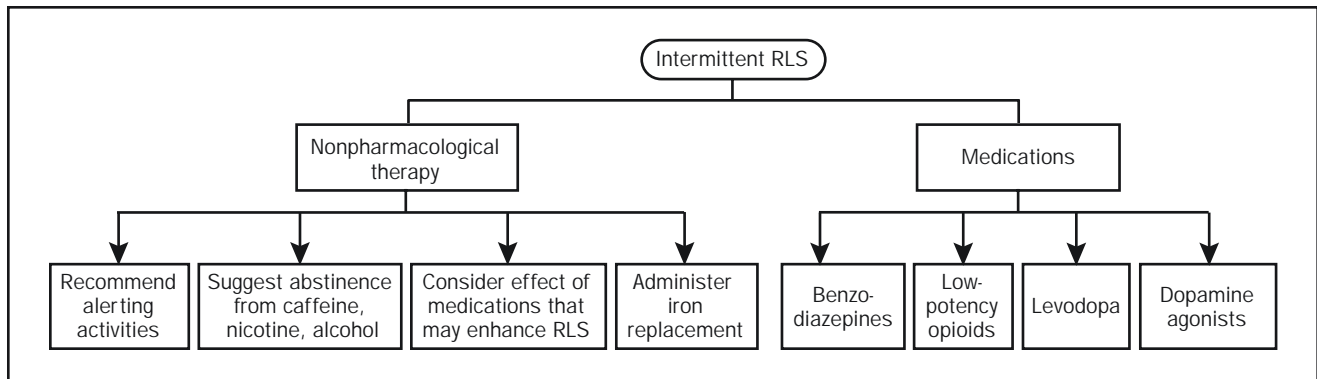 Intermittent RLS
Nonpharmacological
therapy
Medications
Recommend
alerting
activities
Suggest abstinence
from caffeine,
nicotine, alcohol
Consider effect of
medications that
may enhance RLS
Administer
iron
replacement
Benzo-
diazepines
Low-
potency
opioids
Levodopa
Dopamine
agonists